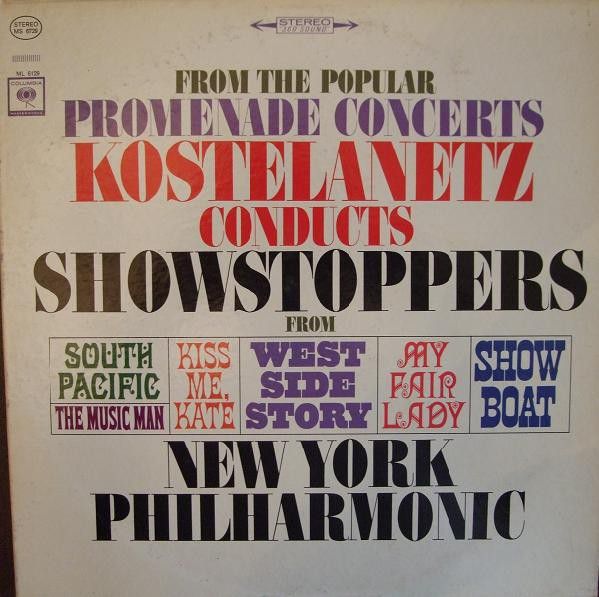 STEREO
MS 6729
STEREO
360 SOUND
ML 6129
COLUMBIA
MASTERWORKS
FROM THE POPULAR
PROMENADE CONCERTS
KOSTELANETZ
CONDUCTS
SHOWSTOPPERS
FROM
SOUTH
PACIFIC
THE MUSIC MAN
KISS
ME,
KATE
WEST
SIDE
STORY
MY
FAIR
LADY
SHOW
BOAT
NEW YORK
PHILHARMONIC